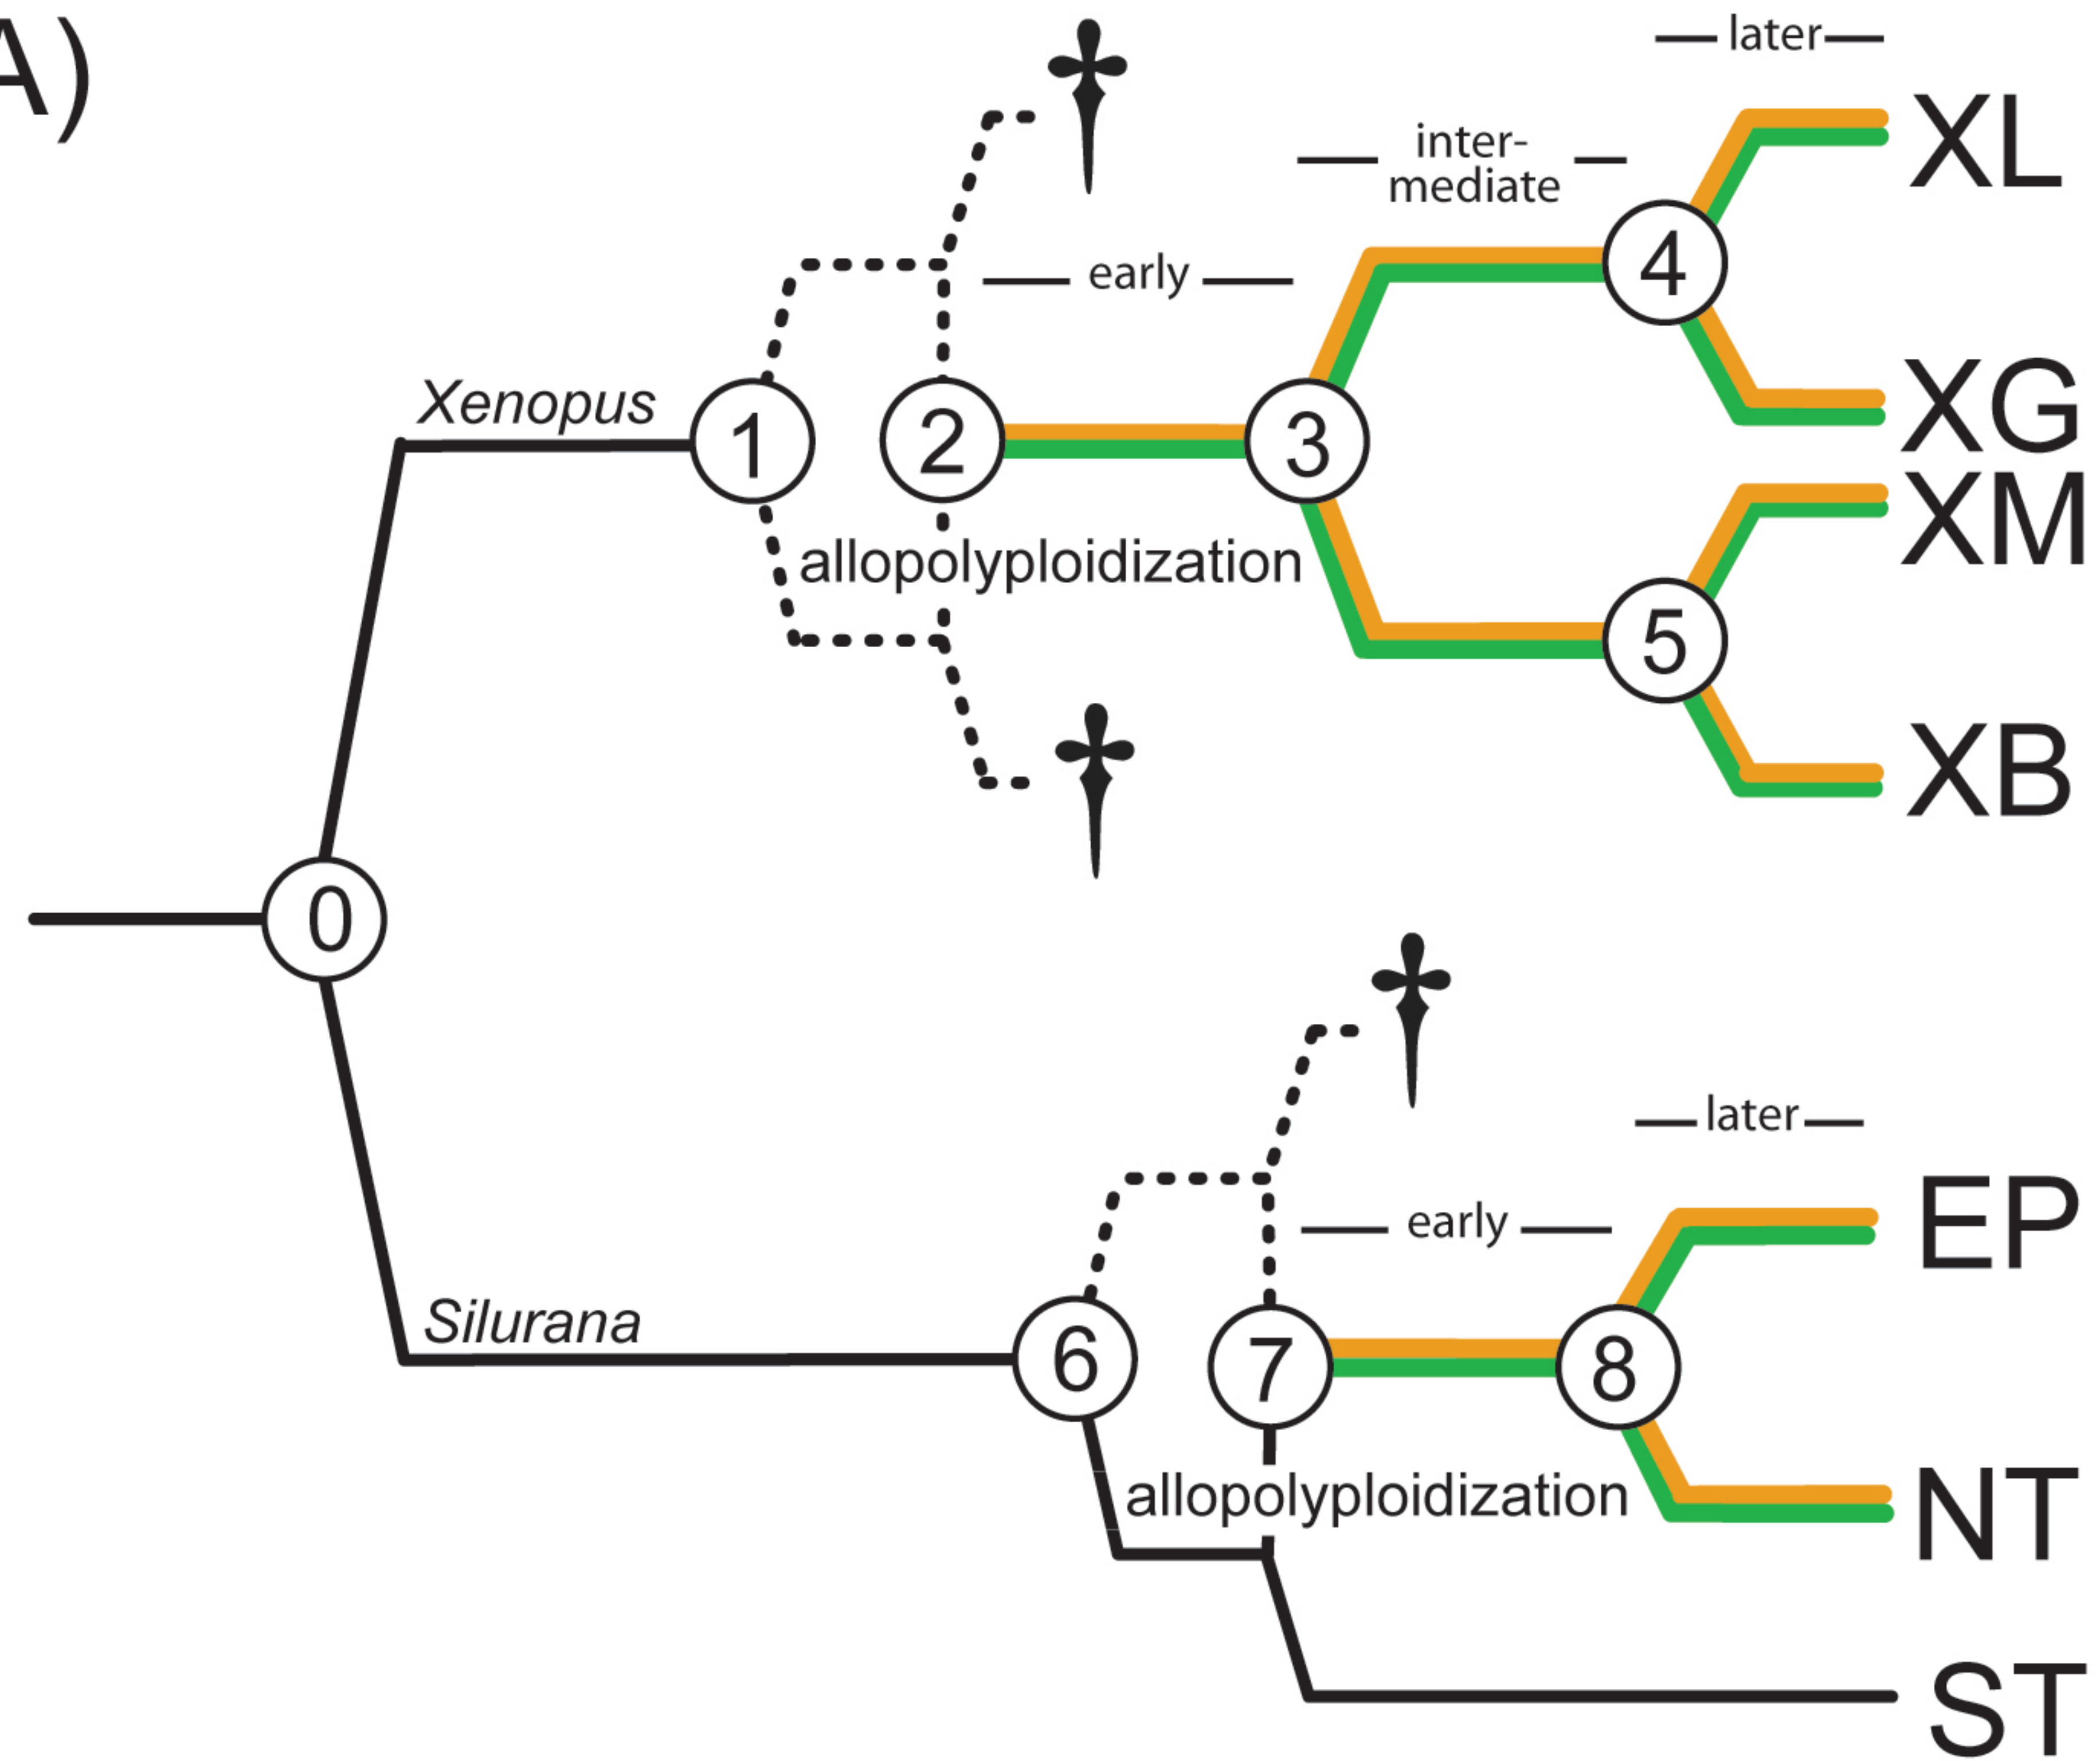 A)
later
XL
inter-
mediate
4
early
Xenopus
1
2
3
XG
XM
allopolyploidization
5
XB
0
later
EP
early
Silurana
6
7
8
allopolyploidization
NT
ST